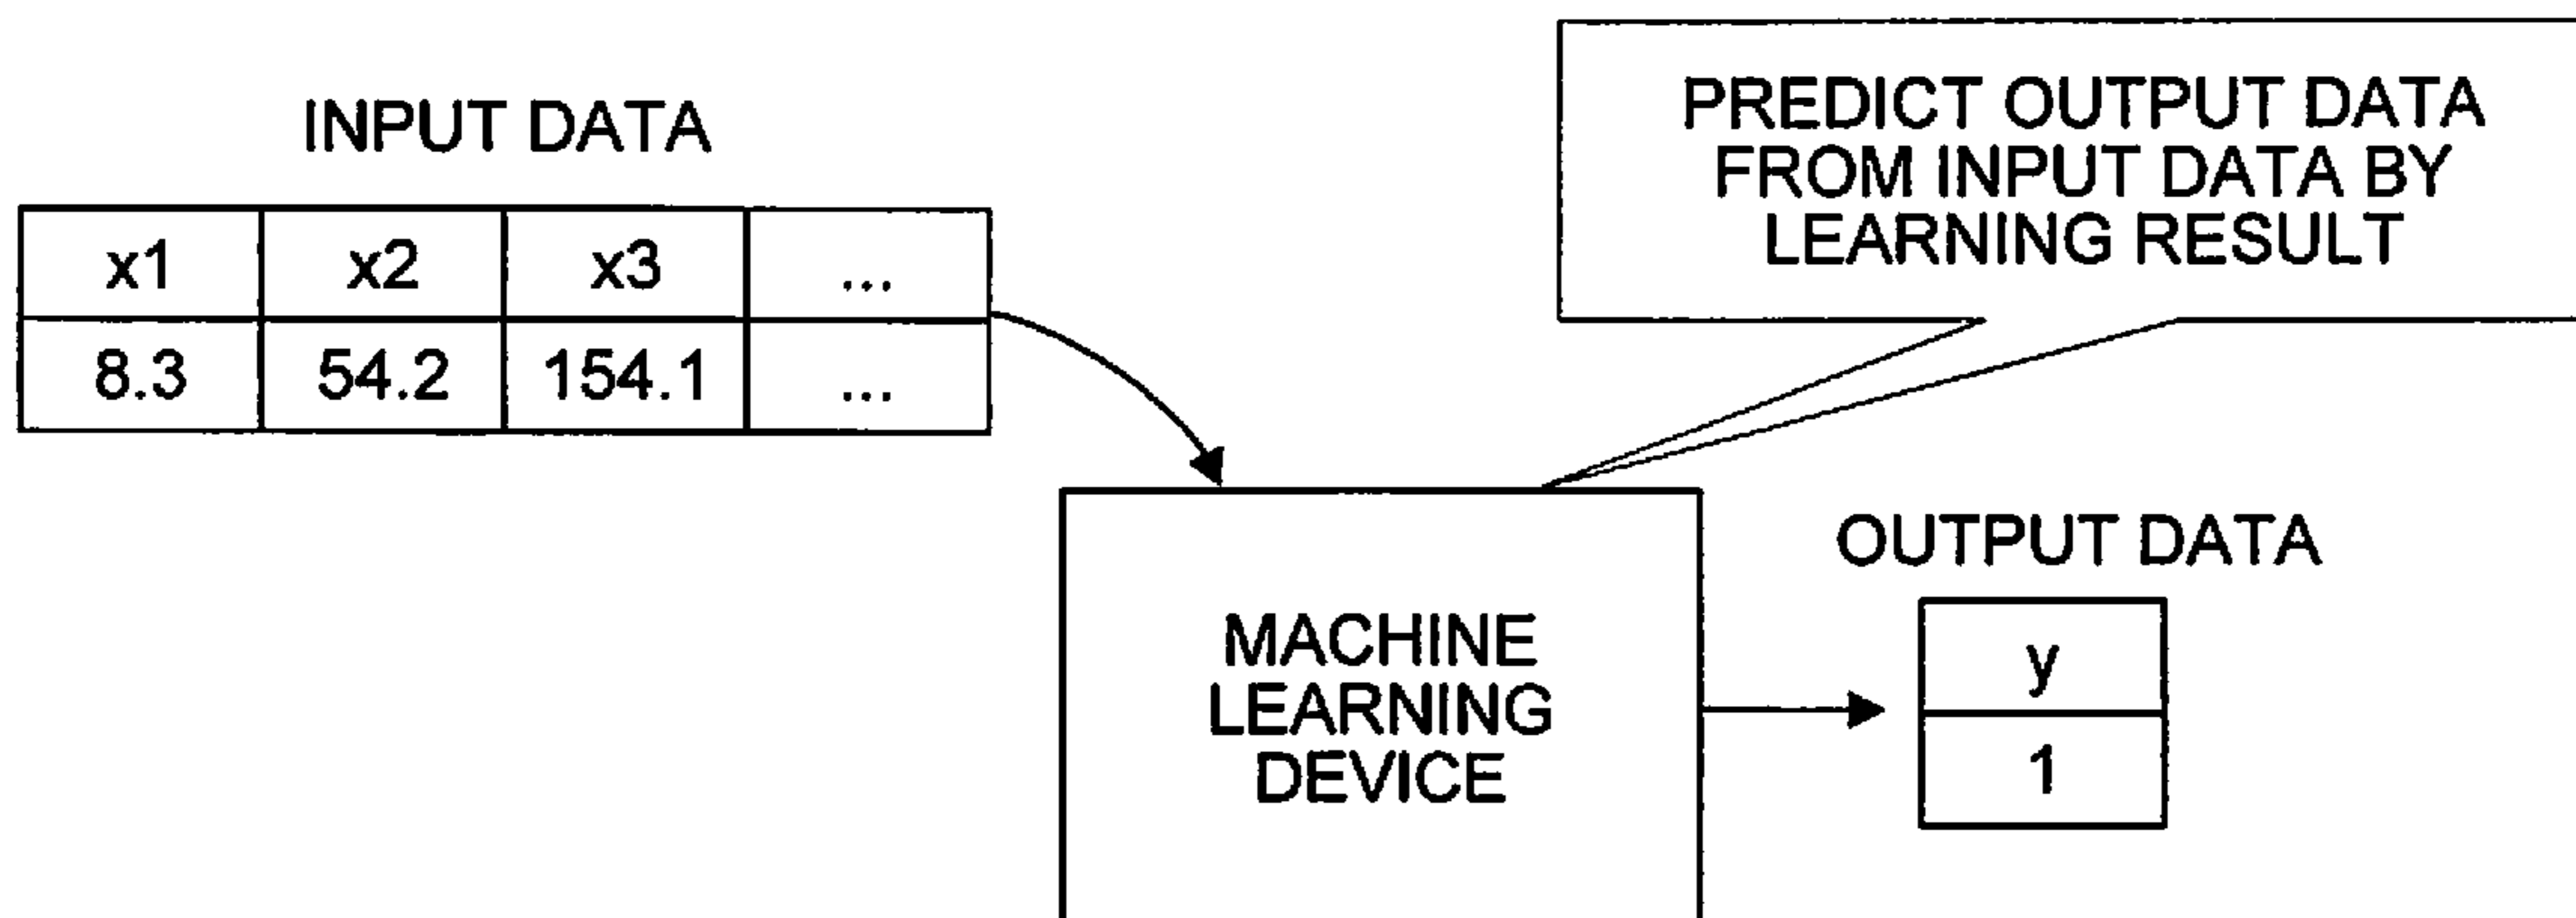 INPUT DATA
x1 x2 x3 ...
8.3 54.2 154.1 ...
PREDICT OUTPUT DATA
FROM INPUT DATA BY
LEARNING RESULT
MACHINE
LEARNING
DEVICE
OUTPUT DATA
y
1